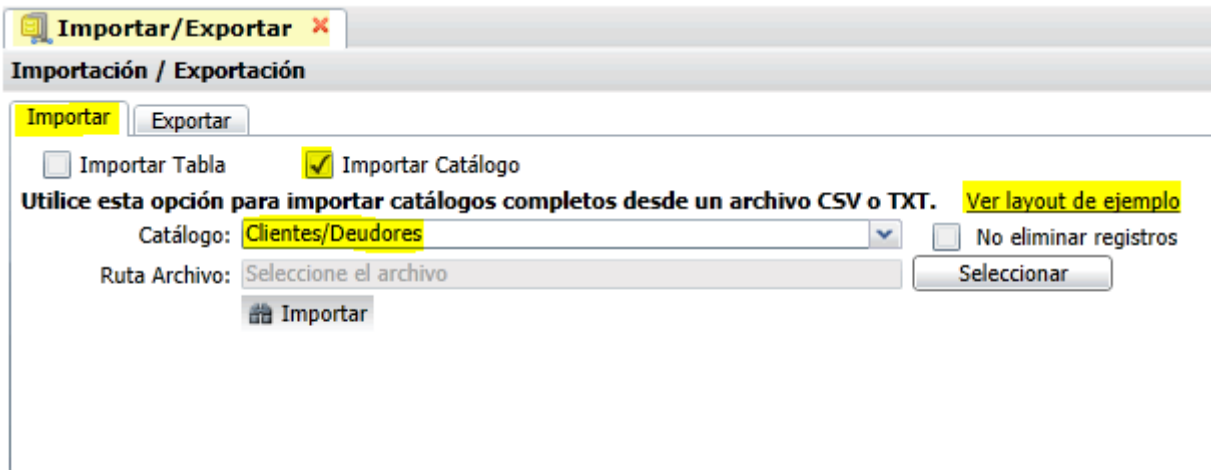 Importar/Exportar
Importación / Exportación
Importar Exportar
Importar Tabla Importar Catálogo
Utilice esta opción para importar catálogos completos desde un archivo CSV o TXT. Ver layout de ejemplo
Catálogo: Clientes/Deudores No eliminar registros
Ruta Archivo: Seleccione el archivo Seleccionar
Importar